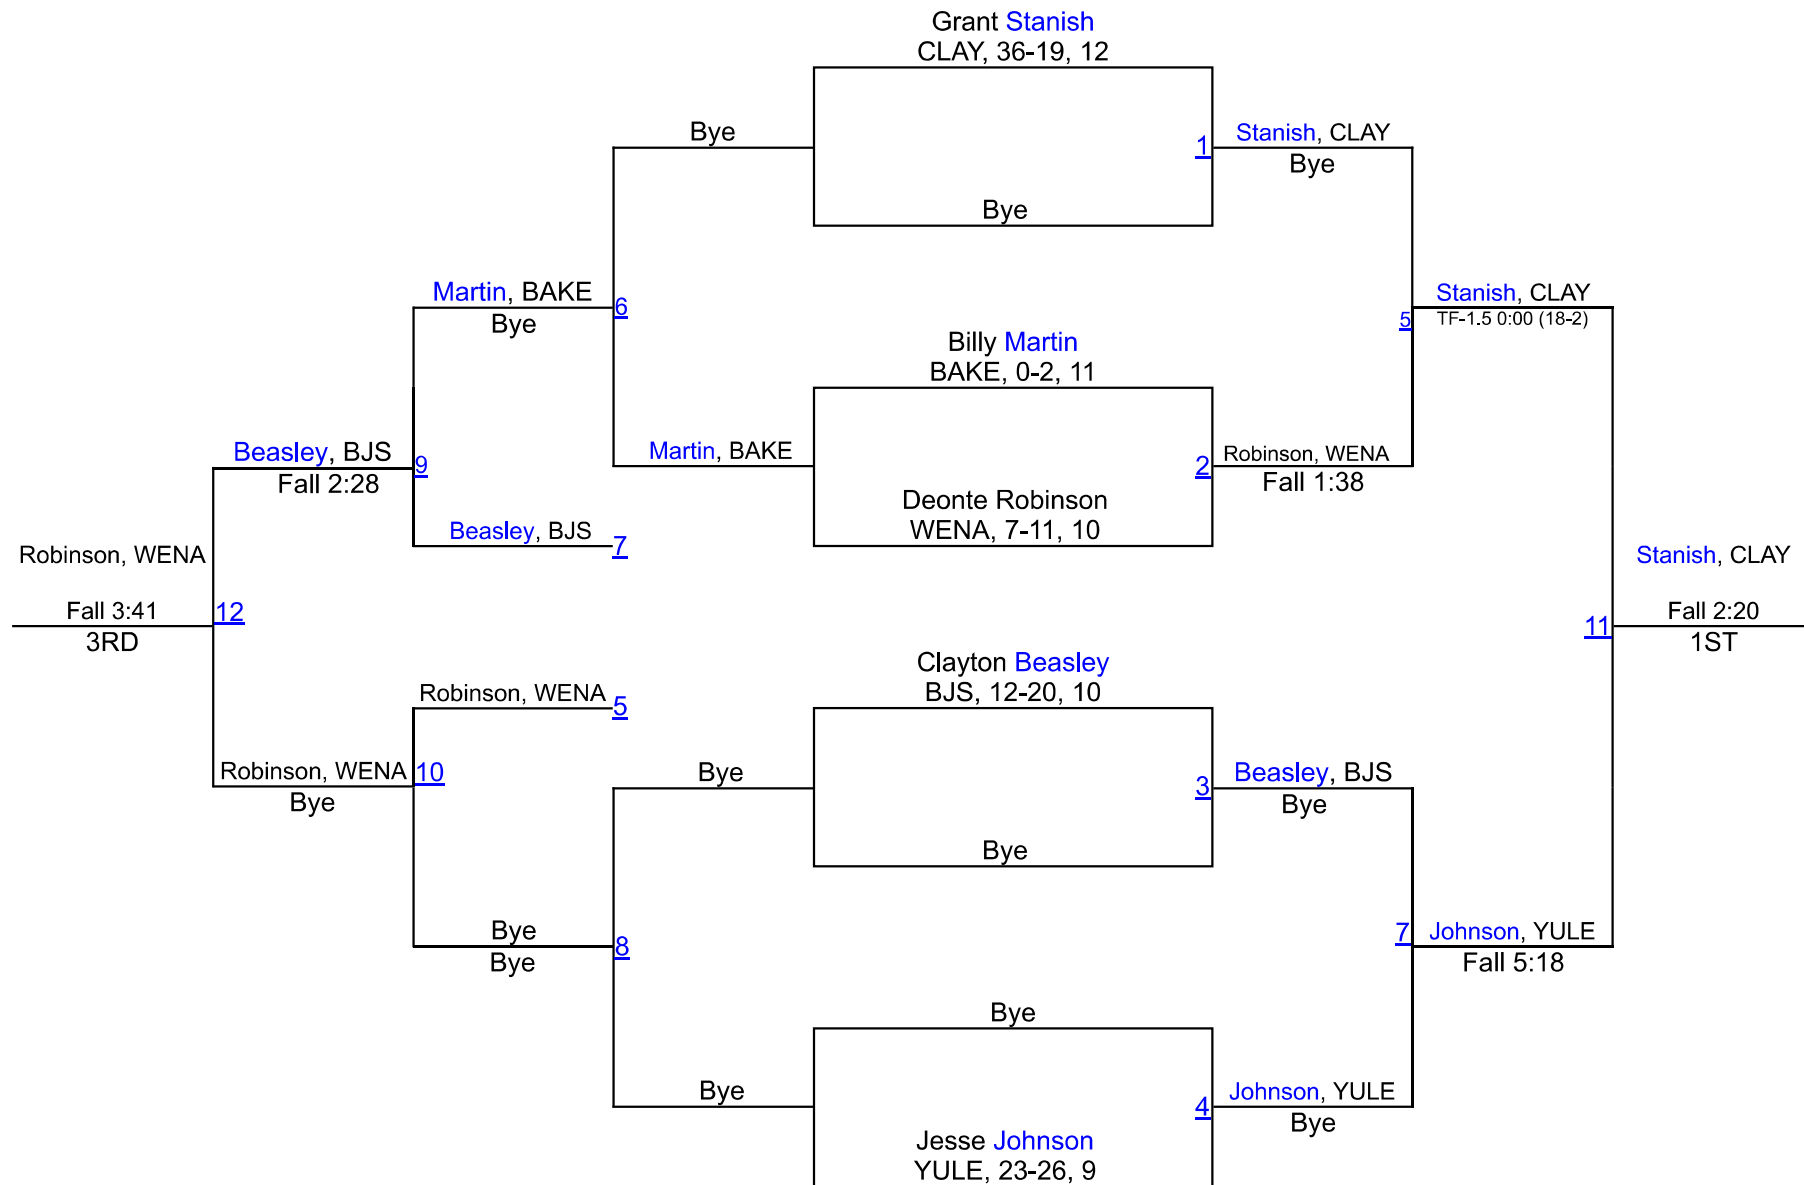 Grant Stanish
CLAY, 36-19, 12
Bye
1
Stanish, CLAY
Bye
Bye
Martin, BAKE
Bye
6
Stanish, CLAY
TF-1.5 0:00 (18-2)
5
Billy Martin
BAKE, 0-2, 11
Beasley, BJS
Fall 2:28
9
Martin, BAKE
2
Robinson, WENA
Fall 1:38
Deonte Robinson
WENA, 7-11, 10
Beasley, BJS
7
Robinson, WENA
Fall 3:41
3RD
12
Stanish, CLAY
Fall 2:20
1ST
11
Clayton Beasley
BJS, 12-20, 10
Robinson, WENA
5
Robinson, WENA
Bye
10
Bye
3
Beasley, BJS
Bye
Bye
Bye
Bye
8
7
Johnson, YULE
Fall 5:18
Bye
Bye
4
Johnson, YULE
Bye
Jesse Johnson
YULE, 23-26, 9